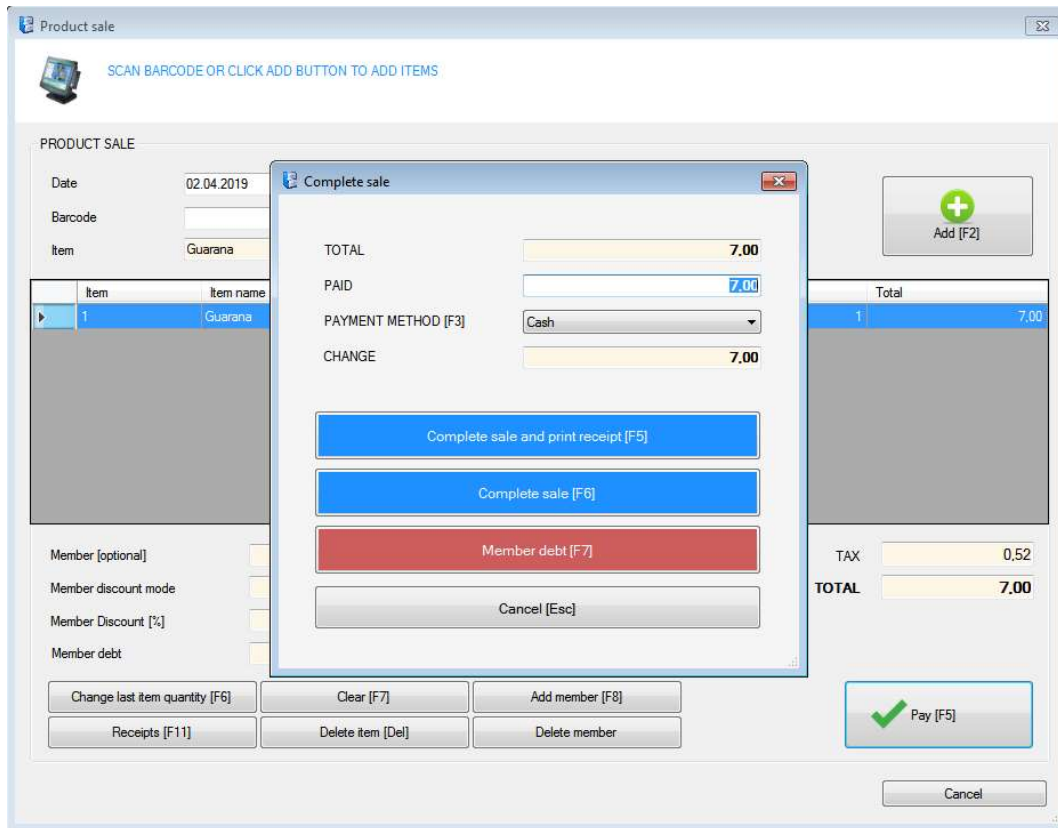 Product sale
SCAN BARCODE OR CLICK ADD BUTTON TO ADD ITEMS
PRODUCT SALE
Date 02.04.2019
Barcode
Item Guarana
Add [F2]
Item Item name Total
1 Guarana 1 7,00
Complete sale
TOTAL 7,00
PAID 7,00
PAYMENT METHOD [F3] Cash
CHANGE 7,00
Complete sale and print receipt [F5]
Complete sale [F6]
Member debt [F7]
Cancel [Esc]
Member [optional]
Member discount mode
Member Discount [%]
Member debt
TAX 0,52
TOTAL 7,00
Change last item quantity [F6] Clear [F7] Add member [F8]
Receipts [F11] Delete item [Del] Delete member
Pay [F5]
Cancel